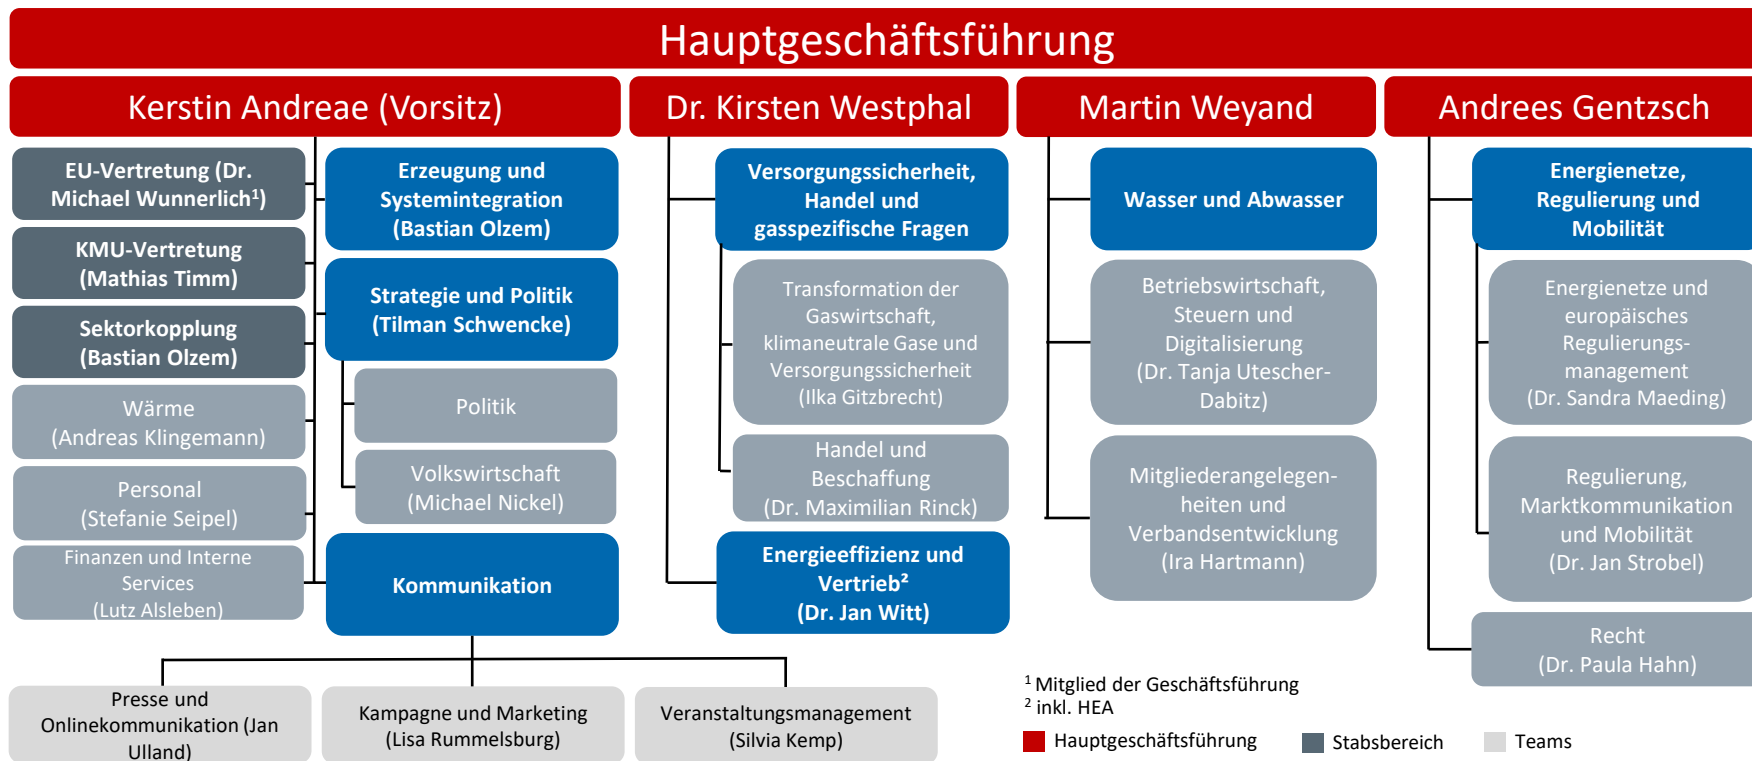 Hauptgeschäftsführung
Kerstin Andreae (Vorsitz)
EU-Vertretung (Dr.
Michael Wunnerlich¹)
KMU-Vertretung
(Mathias Timm)
Sektorkopplung
(Bastian Olzem)
Wärme
(Andreas Klingemann)
Personal
(Stefanie Seipel)
Finanzen und Interne
Services
(Lutz Alsleben)
Erzeugung und
Systemintegration
(Bastian Olzem)
Strategie und Politik
(Tilman Schwencke)
Politik
Volkswirtschaft
(Michael Nickel)
Kommunikation
Presse und
Onlinekommunikation (Jan
Ulland)
Kampagne und Marketing
(Lisa Rummelsburg)
Veranstaltungsmanagement
(Silvia Kemp)
Dr. Kirsten Westphal
Versorgungssicherheit,
Handel und
gasspezifische Fragen
Transformation der
Gaswirtschaft,
klimaneutrale Gase und
Versorgungssicherheit
(Ilka Gitzbrecht)
Handel und
Beschaffung
(Dr. Maximilian Rinck)
Energieeffizienz und
Vertrieb²
(Dr. Jan Witt)
Martin Weyand
Wasser und Abwasser
Betriebswirtschaft,
Steuern und
Digitalisierung
(Dr. Tanja Utescher-
Dabitz)
Mitgliederangelegen-
heiten und
Verbandsentwicklung
(Ira Hartmann)
Andrees Gentzsch
Energienetze,
Regulierung und
Mobilität
Energienetze und
europäisches
Regulierungs-
management
(Dr. Sandra Maeding)
Regulierung,
Marktkommunikation
und Mobilität
(Dr. Jan Strobel)
Recht
(Dr. Paula Hahn)
¹ Mitglied der Geschäftsführung
² inkl. HEA
Hauptgeschäftsführung
Stabsbereich
Teams